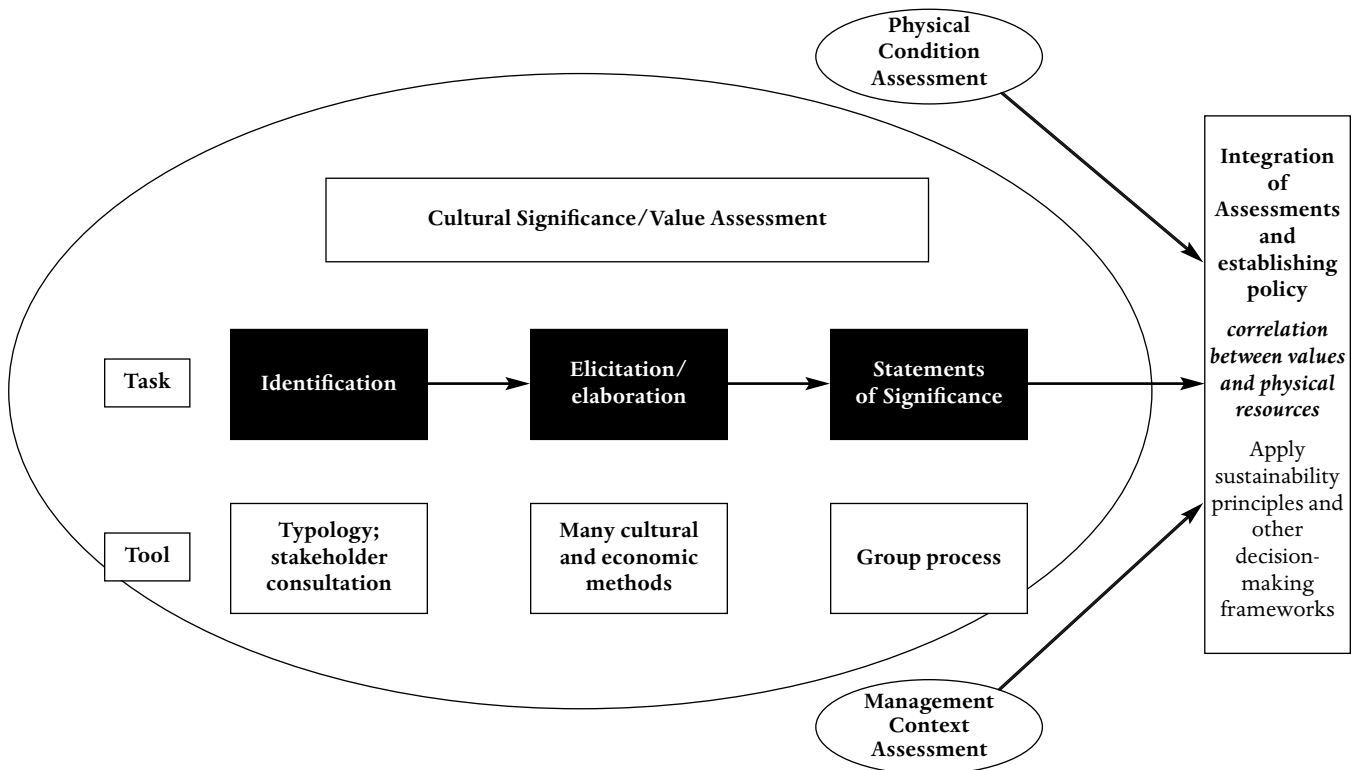 Physical
Condition
Assessment
Cultural Significance/Value Assessment
Task
Identification
Elicitation/
elaboration
Statements
of Significance
Tool
Typology;
stakeholder
consultation
Many cultural
and economic
methods
Group process
Management
Context
Assessment
Integration
of
Assessments
and
establishing
policy
correlation
between values
and physical
resources
Apply
sustainability
principles and
other
decision-
making
frameworks